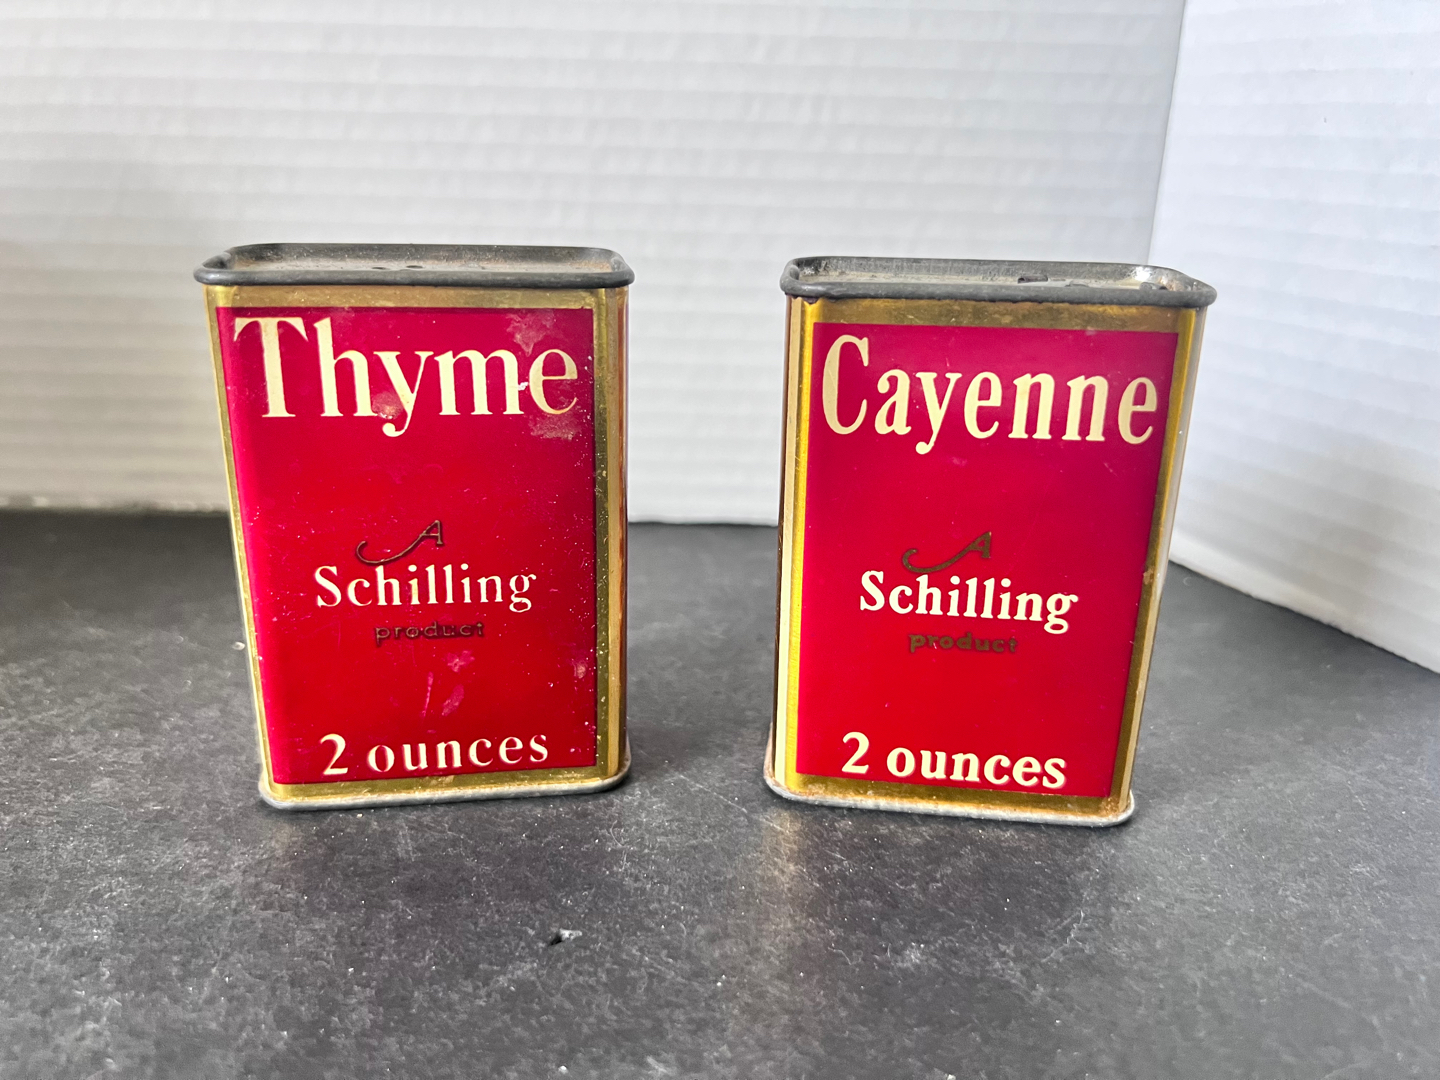 Thyme
A
Schilling
product
2 ounces
Cayenne
A
Schilling
product
2 ounces